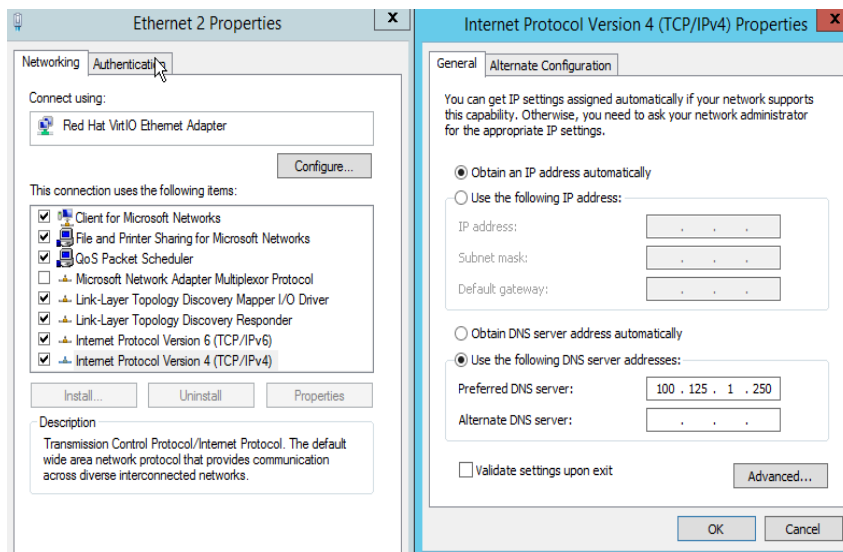 Ethernet 2 Properties
x
Networking
Authentication
Connect using:
Red Hat VirtIO Ethernet Adapter
Configure...
This connection uses the following items:
Client for Microsoft Networks
File and Printer Sharing for Microsoft Networks
QoS Packet Scheduler
Microsoft Network Adapter Multiplexor Protocol
Link-Layer Topology Discovery Mapper I/O Driver
Link-Layer Topology Discovery Responder
Internet Protocol Version 6 (TCP/IPv6)
Internet Protocol Version 4 (TCP/IPv4)
Install...
Uninstall
Properties
Description
Transmission Control Protocol/Internet Protocol. The default
wide area network protocol that provides communication
across diverse interconnected networks.
Internet Protocol Version 4 (TCP/IPv4) Properties
x
General
Alternate Configuration
You can get IP settings assigned automatically if your network supports
this capability. Otherwise, you need to ask your network administrator
for the appropriate IP settings.
Obtain an IP address automatically
Use the following IP address:
IP address:
. . .
Subnet mask:
. . .
Default gateway:
. . .
Obtain DNS server address automatically
Use the following DNS server addresses:
Preferred DNS server:
100 . 125 . 1 . 250
Alternate DNS server:
. . .
Validate settings upon exit
Advanced...
OK
Cancel